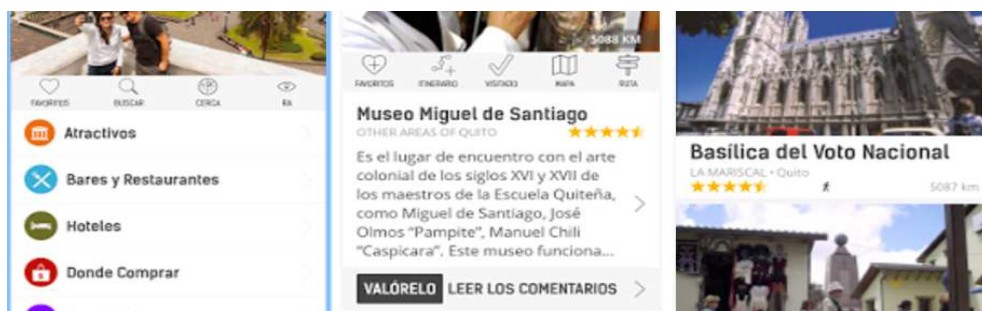 FAVORITOS BUSCAR CERCA RA
Atractivos
Bares y Restaurantes
Hoteles
Donde Comprar
5088 KM
FAVORITOS ITINERARIO VISITADO MAPA RUTA
Museo Miguel de Santiago
OTHER AREAS OF QUITO
Es el lugar de encuentro con el arte
colonial de los siglos XVI y XVII de
los maestros de la Escuela Quiteña,
como Miguel de Santiago, José
Olmos “Pampite”, Manuel Chili
“Caspicara”. Este museo funciona...
VALÓRELO LEER LOS COMENTARIOS
Basílica del Voto Nacional
LA MARISCAL • Quito
5087 km